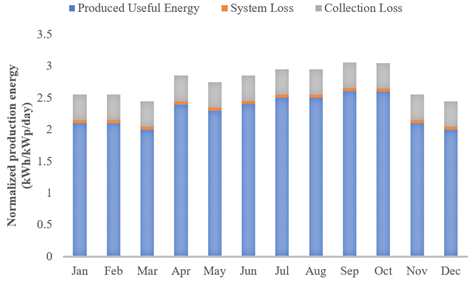 Produced Useful Energy System Loss Collection Loss
Normalized production energy
(kWh/kWp/day)
3.5
3
2.5
2
1.5
1
0.5
0
Jan Feb Mar Apr May Jun Jul Aug Sep Oct Nov Dec